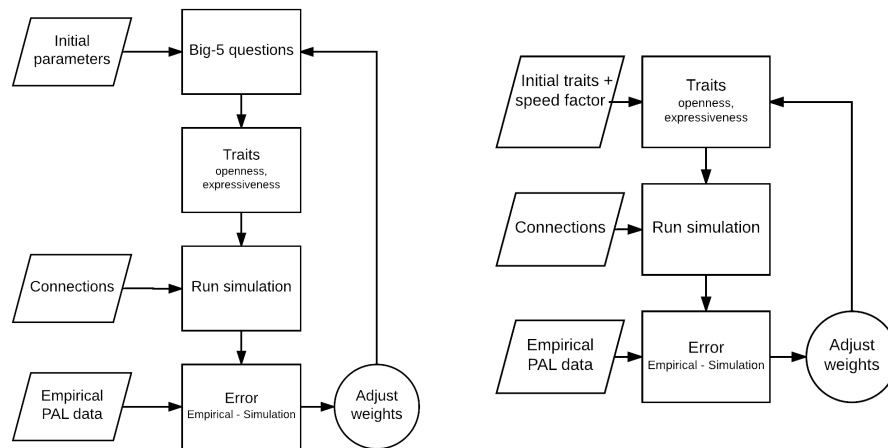 Initial
parameters
Big-5 questions
Traits
openness,
expressiveness
Connections
Run simulation
Empirical
PAL data
Error
Empirical - Simulation
Adjust
weights
Initial traits +
speed factor
Traits
openness,
expressiveness
Connections
Run simulation
Empirical
PAL data
Error
Empirical - Simulation
Adjust
weights